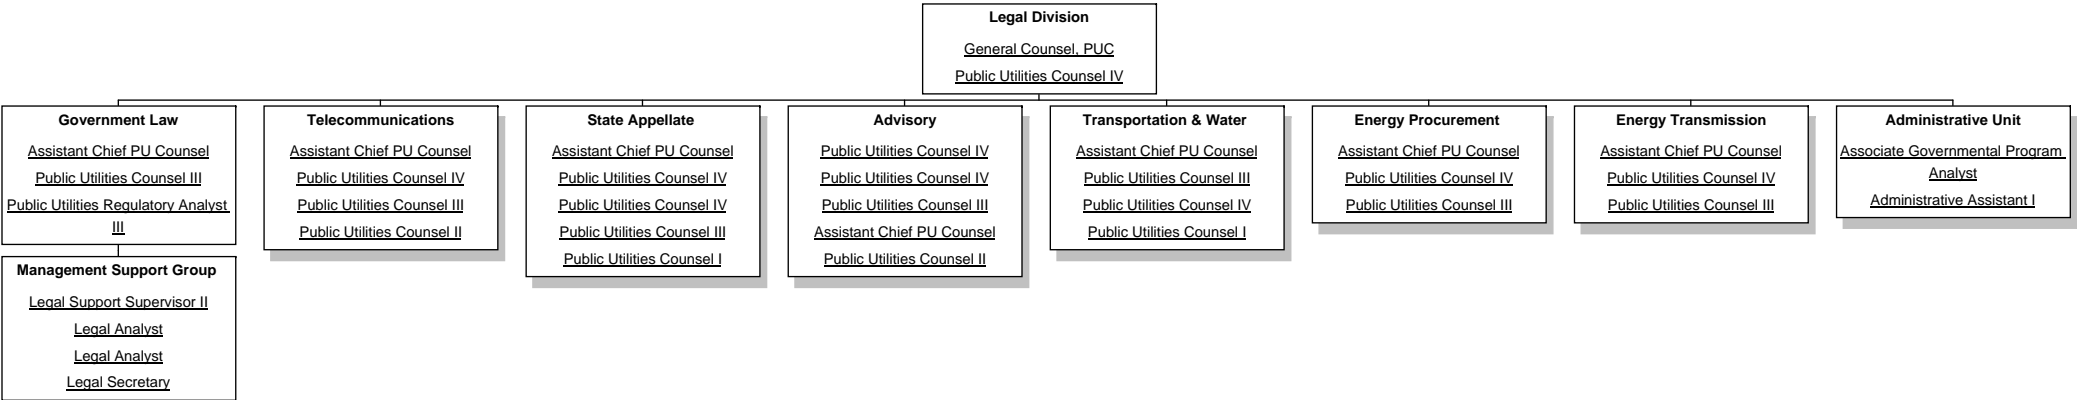 Legal Division
General Counsel, PUC
Public Utilities Counsel IV
Government Law
Assistant Chief PU Counsel
Public Utilities Counsel III
Public Utilities Regulatory Analyst
III
Management Support Group
Legal Support Supervisor II
Legal Analyst
Legal Analyst
Legal Secretary
Telecommunications
Assistant Chief PU Counsel
Public Utilities Counsel IV
Public Utilities Counsel III
Public Utilities Counsel II
State Appellate
Assistant Chief PU Counsel
Public Utilities Counsel IV
Public Utilities Counsel IV
Public Utilities Counsel III
Public Utilities Counsel I
Advisory
Public Utilities Counsel IV
Public Utilities Counsel IV
Public Utilities Counsel III
Assistant Chief PU Counsel
Public Utilities Counsel II
Transportation & Water
Assistant Chief PU Counsel
Public Utilities Counsel III
Public Utilities Counsel IV
Public Utilities Counsel I
Energy Procurement
Assistant Chief PU Counsel
Public Utilities Counsel IV
Public Utilities Counsel III
Energy Transmission
Assistant Chief PU Counsel
Public Utilities Counsel IV
Public Utilities Counsel III
Administrative Unit
Associate Governmental Program
Analyst
Administrative Assistant I